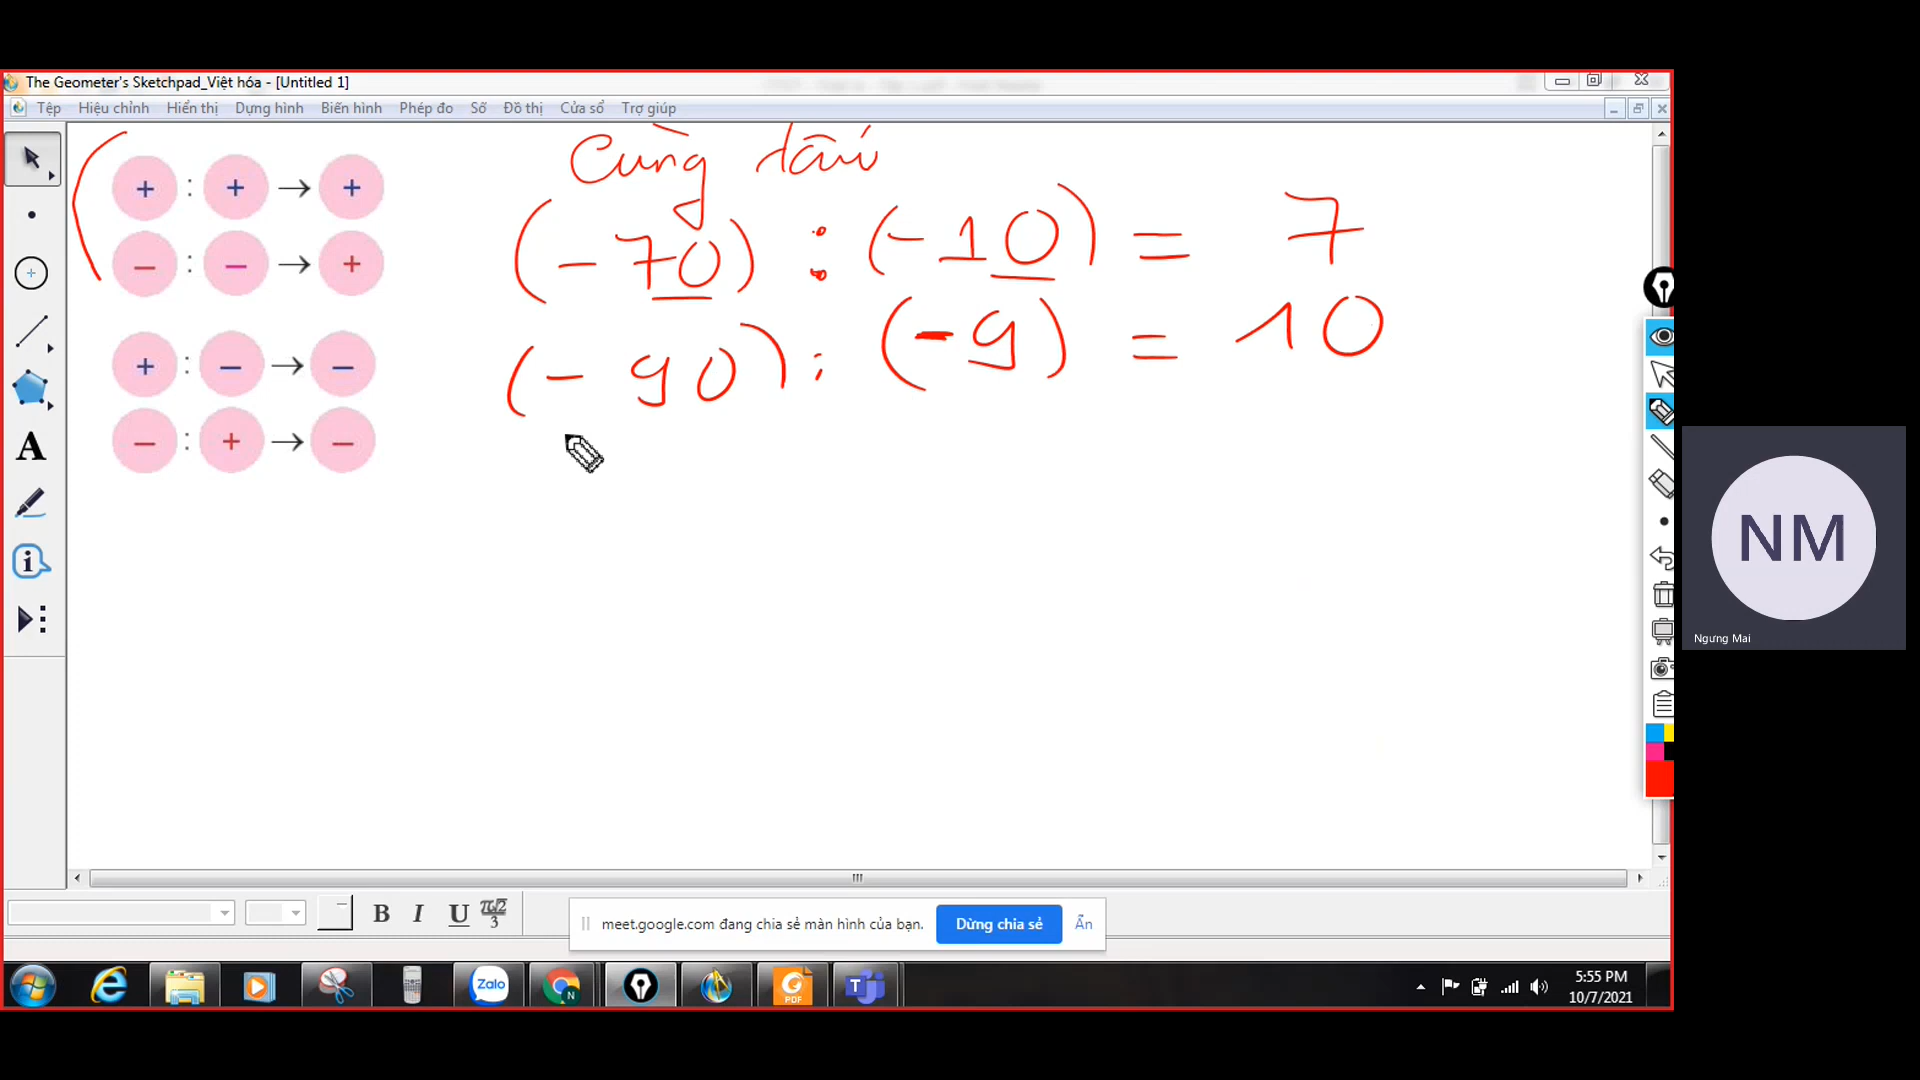 The Geometer's Sketchpad_Việt hóa - [Untitled 1]
Tệp Hiệu chỉnh Hiển thị Dựng hình Biến hình Phép đo Số Đồ thị Cửa sổ Trợ giúp
Cùng dấu
+ : + → +
− : − → +
+ : − → −
− : + → −
(- 70) : (- 10) = 7
(- 90) : (- 9) = 10
A
NM
Ngưng Mai
B I U π√2/3
meet.google.com đang chia sẻ màn hình của bạn. Dừng chia sẻ Ẩn
Zalo
N
PDF
T
5:55 PM
10/7/2021